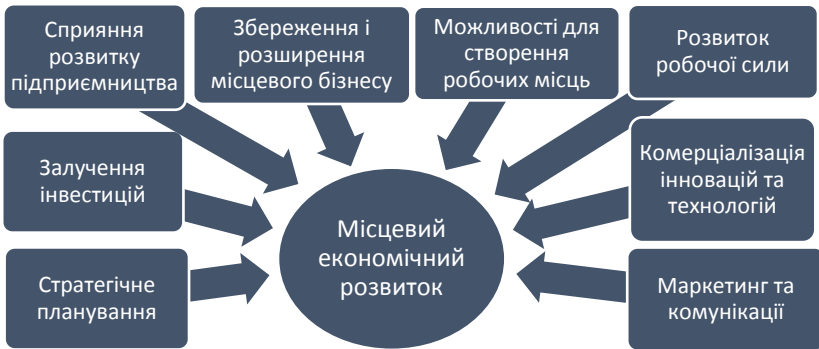 Сприяння
розвитку
підприємництва
Збереження і
розширення
місцевого бізнесу
Можливості для
створення
робочих місць
Розвиток
робочої сили
Залучення
інвестицій
Комерціалізація
інновацій та
технологій
Місцевий
економічний
розвиток
Стратегічне
планування
Маркетинг та
комунікації